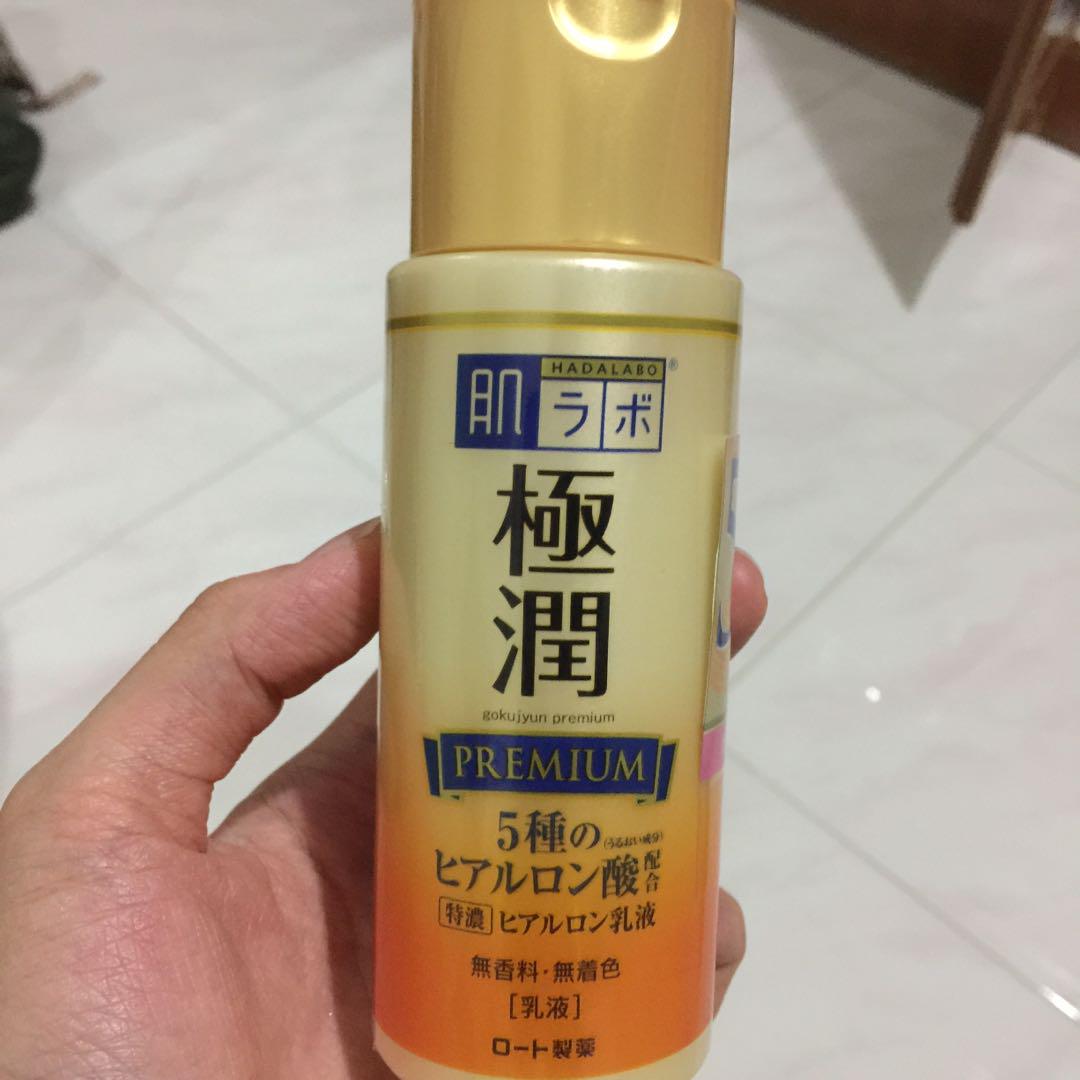 HADALABO®
肌ラボ
極
潤
gokujyun premium
PREMIUM
5種の(うるおい成分)
ヒアルロン酸配合
特濃 ヒアルロン乳液
無香料・無着色
[乳液]
ロート製薬